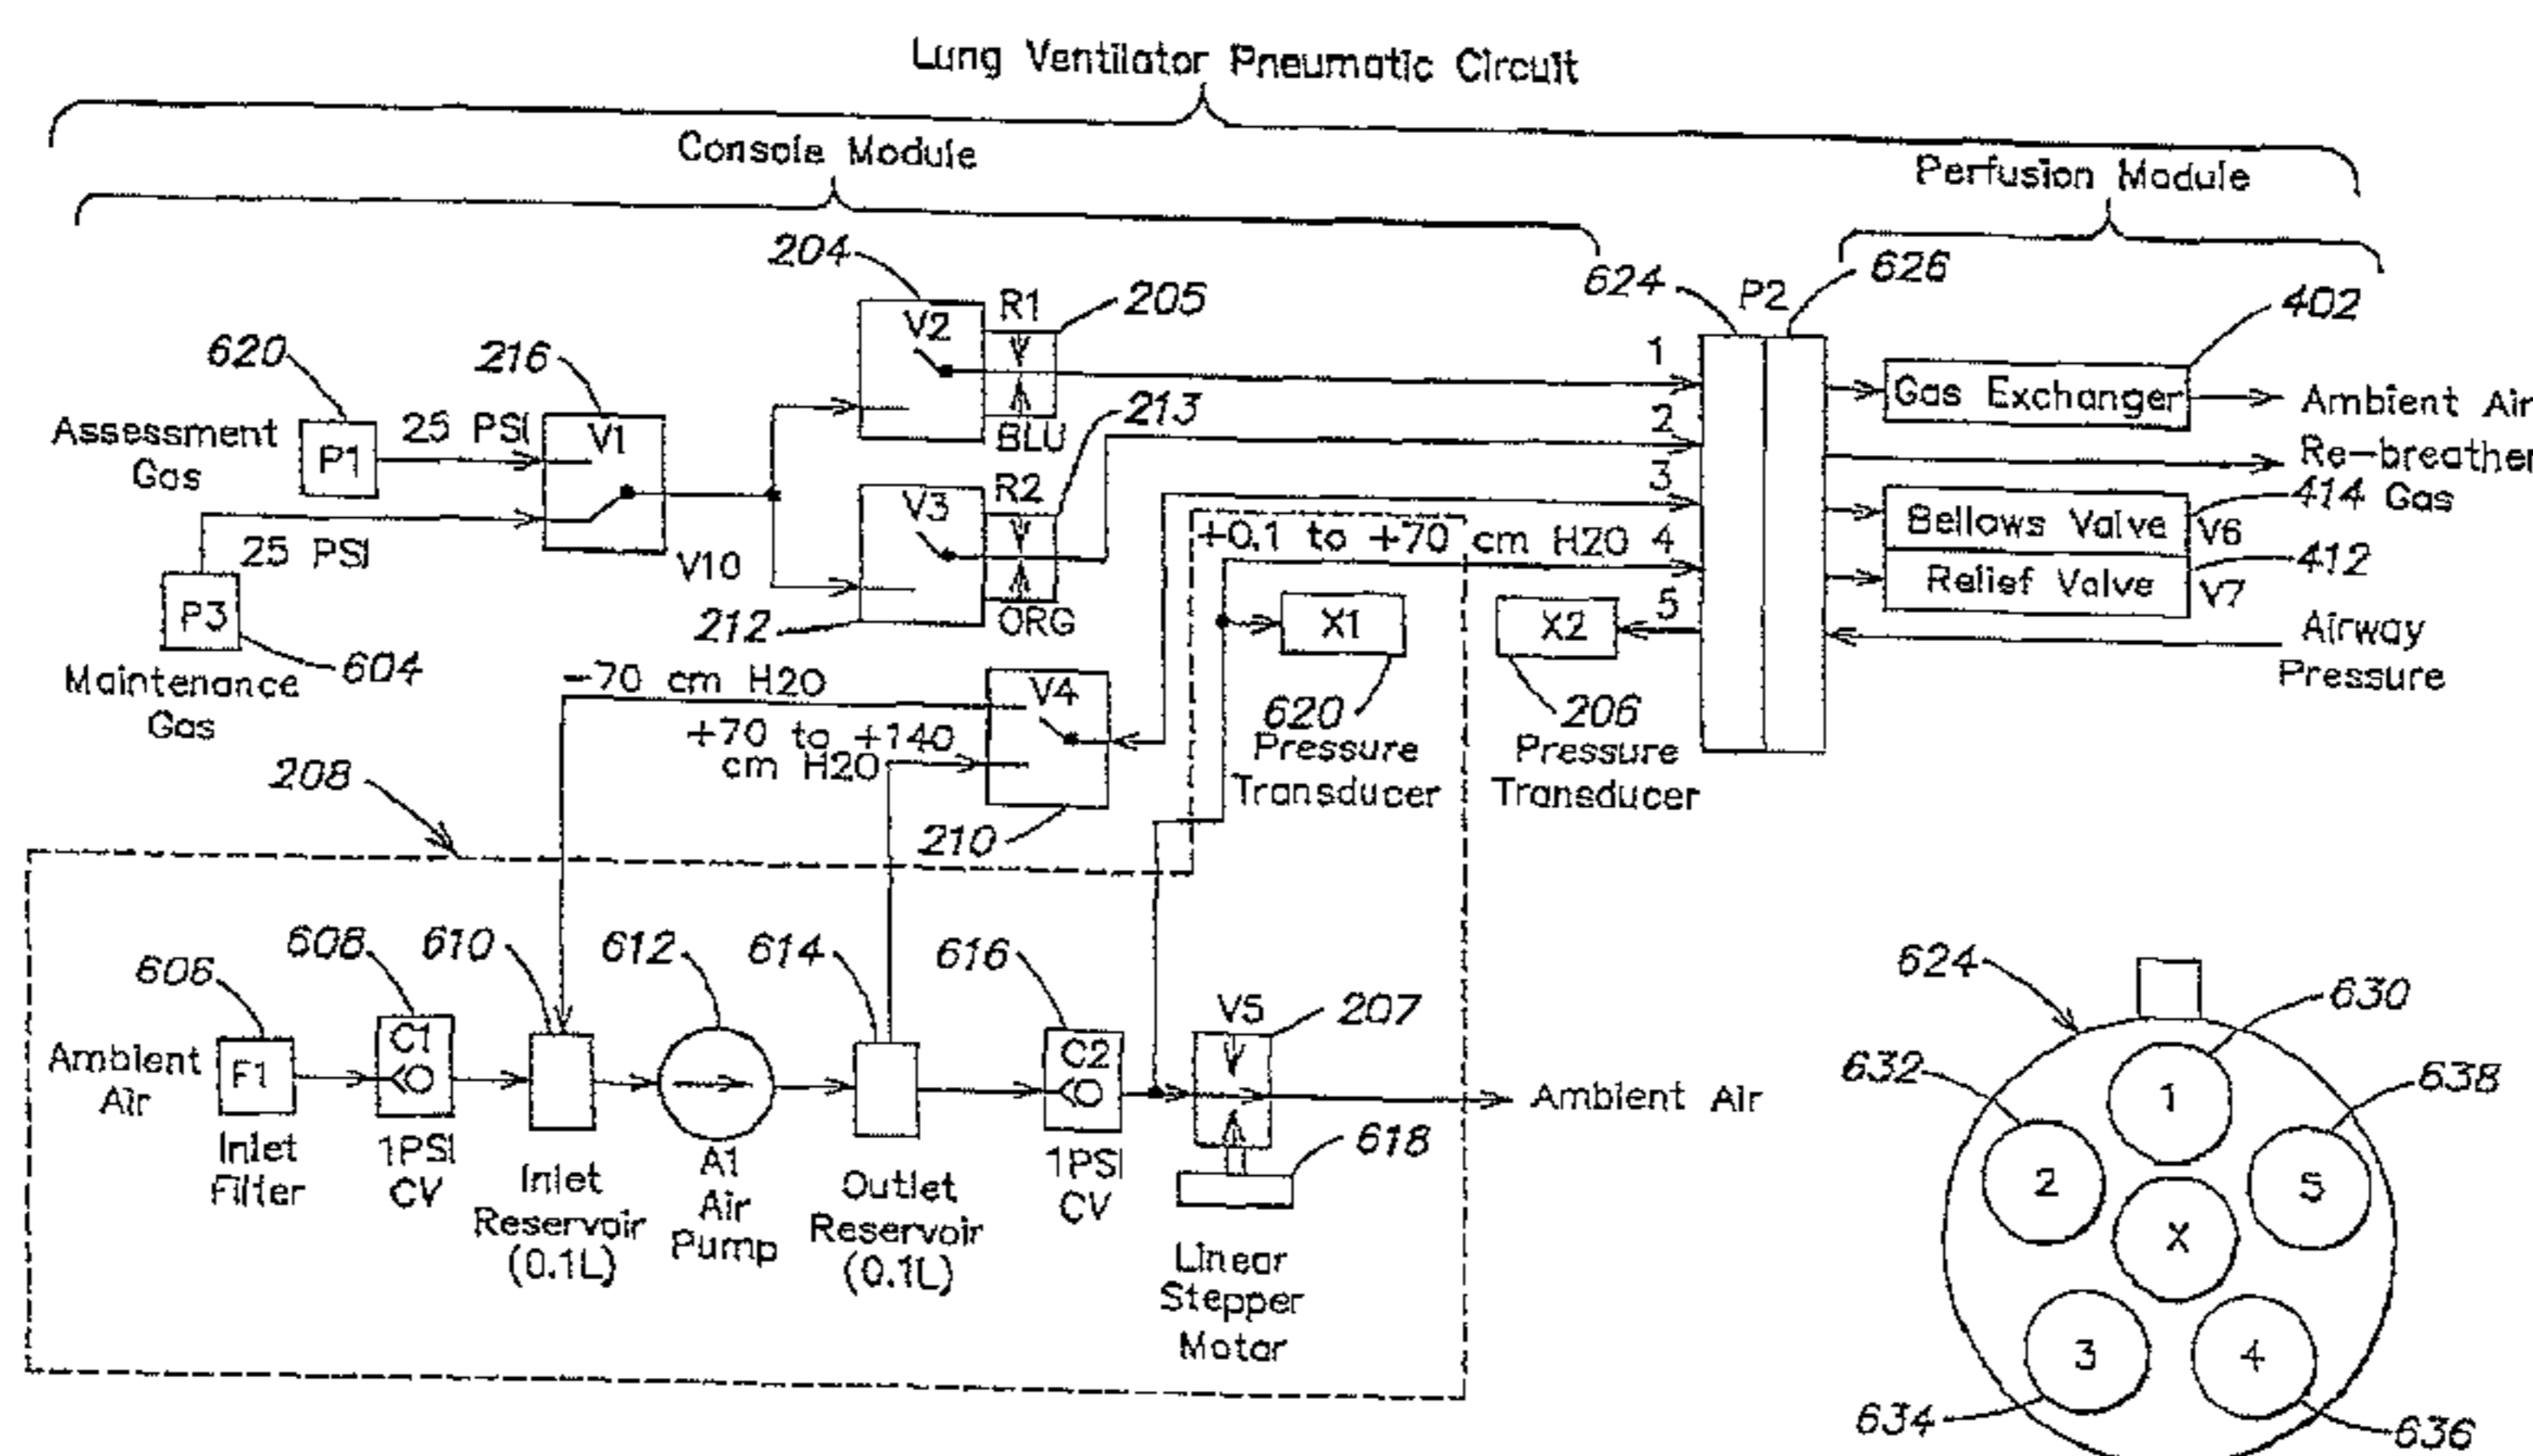 Lung Ventilator Pneumatic Circuit
Console Module
Perfusion Module
204
624
P2
626
R1
205
402
V2
620
216
1
Gas Exchanger
Ambient Air
25 PSI
V1
BLU
213
2
Assessment
Gas
P1
Re-breather
Gas
R2
3
414
V3
Bellows Valve
V6
+0.1 to +70 cm H2O
4
25 PSI
V10
Relief Valve
V7
412
P3
212
ORG
X1
X2
5
Airway
Pressure
604
Maintenance
Gas
-70 cm H2O
V4
620
206
+70 to +140
cm H2O
Pressure
Transducer
Pressure
Transducer
208
210
606
608
610
612
614
616
V5
207
624
630
Ambient
Air
F1
C1
C2
Ambient Air
632
1
638
Inlet
Filter
1PSI
CV
Inlet
Reservoir
(0.1L)
A1
Air
Pump
Outlet
Reservoir
(0.1L)
1PSI
CV
618
2
5
X
Linear
Stepper
Motor
3
4
634
636